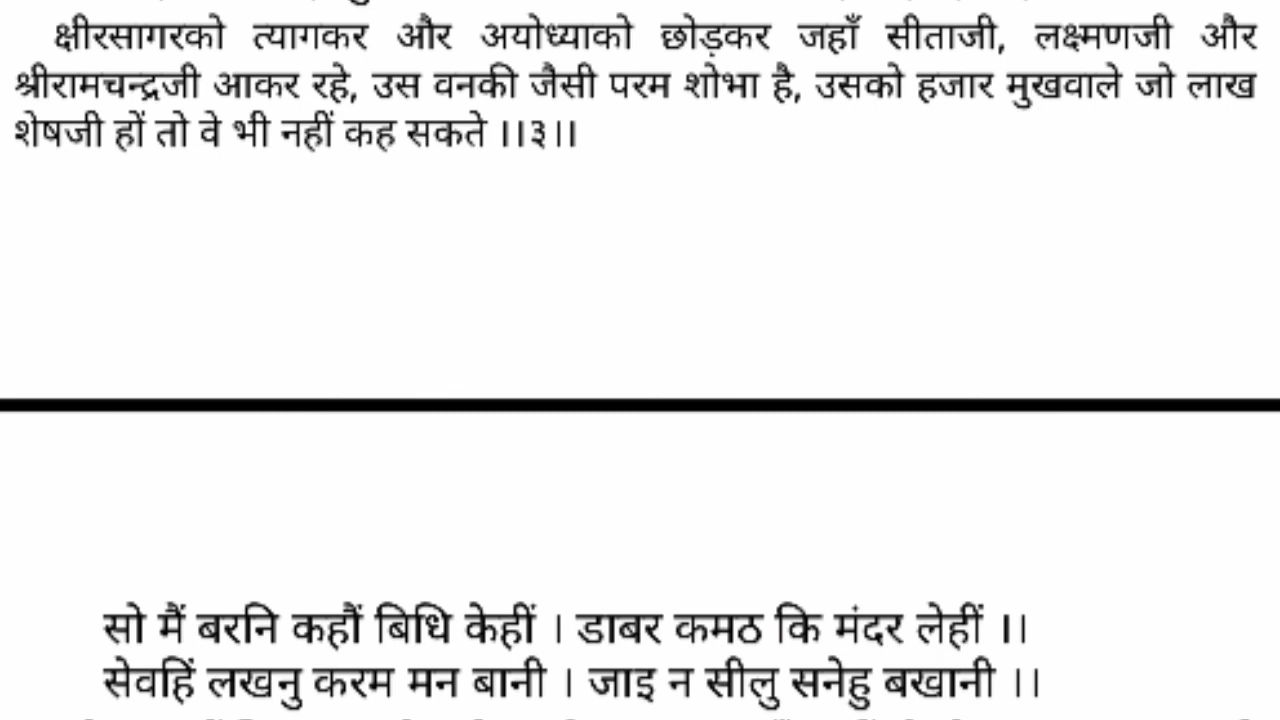 क्षीरसागरको त्यागकर और अयोध्याको छोड़कर जहाँ सीताजी, लक्ष्मणजी और
श्रीरामचन्द्रजी आकर रहे, उस वनकी जैसी परम शोभा है, उसको हजार मुखवाले जो लाख
शेषजी हों तो वे भी नहीं कह सकते ।।३।।
सो मैं बरनि कहौं बिधि केहीं । डाबर कमठ कि मंदर लेहीं ।।
सेवहिं लखनु करम मन बानी । जाइ न सीलु सनेहु बखानी ।।